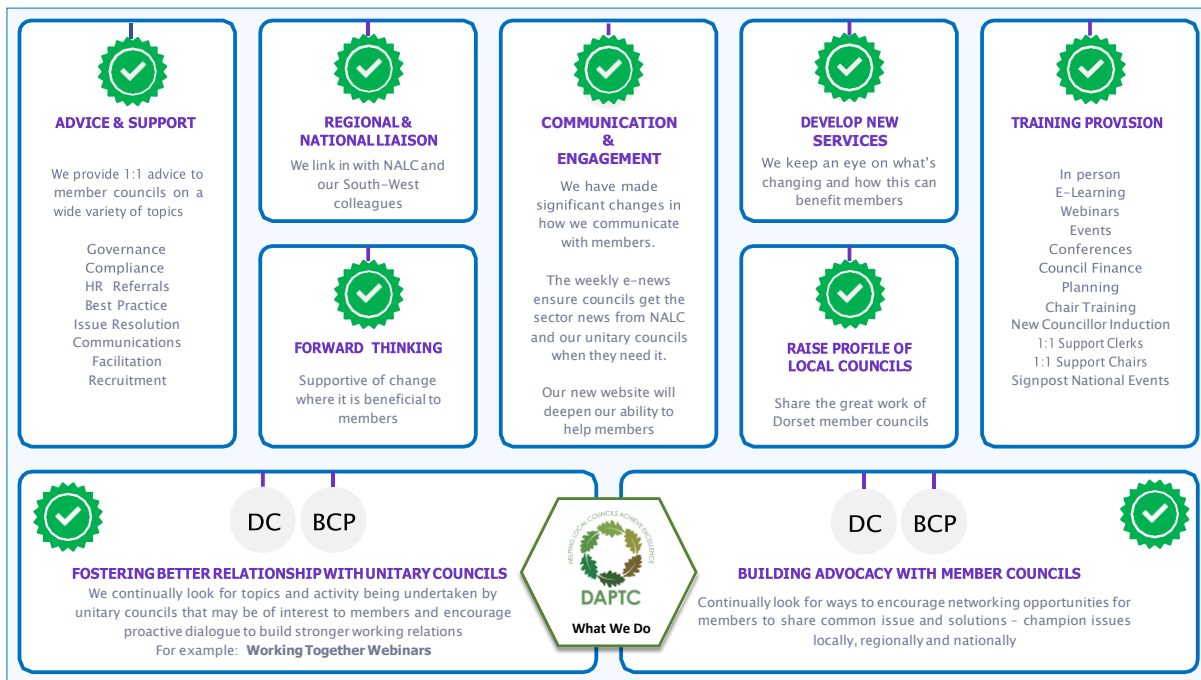 ADVICE & SUPPORT
We provide 1:1 advice to
member councils on a
wide variety of topics
Governance
Compliance
HR Referrals
Best Practice
Issue Resolution
Communications
Facilitation
Recruitment
REGIONAL &
NATIONAL LIAISON
We link in with NALC and
our South-West
colleagues
FORWARD THINKING
Supportive of change
where it is beneficial to
members
COMMUNICATION
&
ENGAGEMENT
We have made
significant changes in
how we communicate
with members.
The weekly e-news
ensure councils get the
sector news from NALC
and our unitary councils
when they need it.
Our new website will
deepen our ability to
help members
DEVELOP NEW
SERVICES
We keep an eye on what's
changing and how this can
benefit members
RAISE PROFILE OF
LOCAL COUNCILS
Share the great work of
Dorset member councils
TRAINING PROVISION
In person
E-Learning
Webinars
Events
Conferences
Council Finance
Planning
Chair Training
New Councillor Induction
1:1 Support Clerks
1:1 Support Chairs
Signpost National Events
DC BCP
FOSTERING BETTER RELATIONSHIP WITH UNITARY COUNCILS
We continually look for topics and activity being undertaken by
unitary councils that may be of interest to members and encourage
proactive dialogue to build stronger working relations
For example: Working Together Webinars
HELPING LOCAL COUNCILS ACHIEVE EXCELLENCE
DAPTC
What We Do
DC BCP
BUILDING ADVOCACY WITH MEMBER COUNCILS
Continually look for ways to encourage networking opportunities for
members to share common issue and solutions – champion issues
locally, regionally and nationally